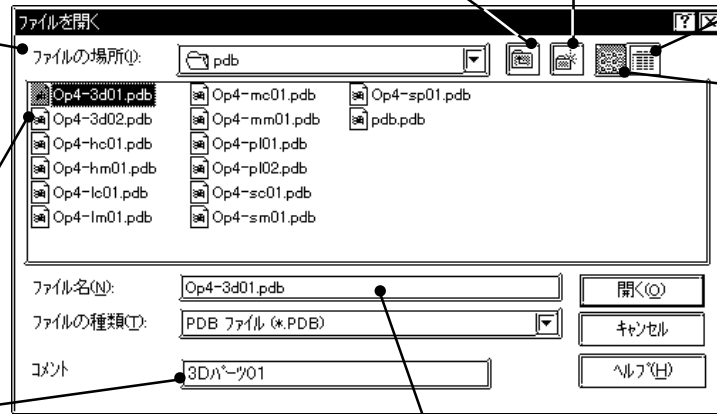 ファイルを開く
ファイルの場所(I):
pdb
Op4-3d01.pdb
Op4-3d02.pdb
Op4-hc01.pdb
Op4-hm01.pdb
Op4-lc01.pdb
Op4-lm01.pdb
Op4-mc01.pdb
Op4-mm01.pdb
Op4-pl01.pdb
Op4-pl02.pdb
Op4-sc01.pdb
Op4-sm01.pdb
Op4-sp01.pdb
pdb.pdb
ファイル名(N):
Op4-3d01.pdb
開く(O)
ファイルの種類(T):
PDB ファイル (*.PDB)
キャンセル
コメント
3Dパーツ01
ヘルプ(H)